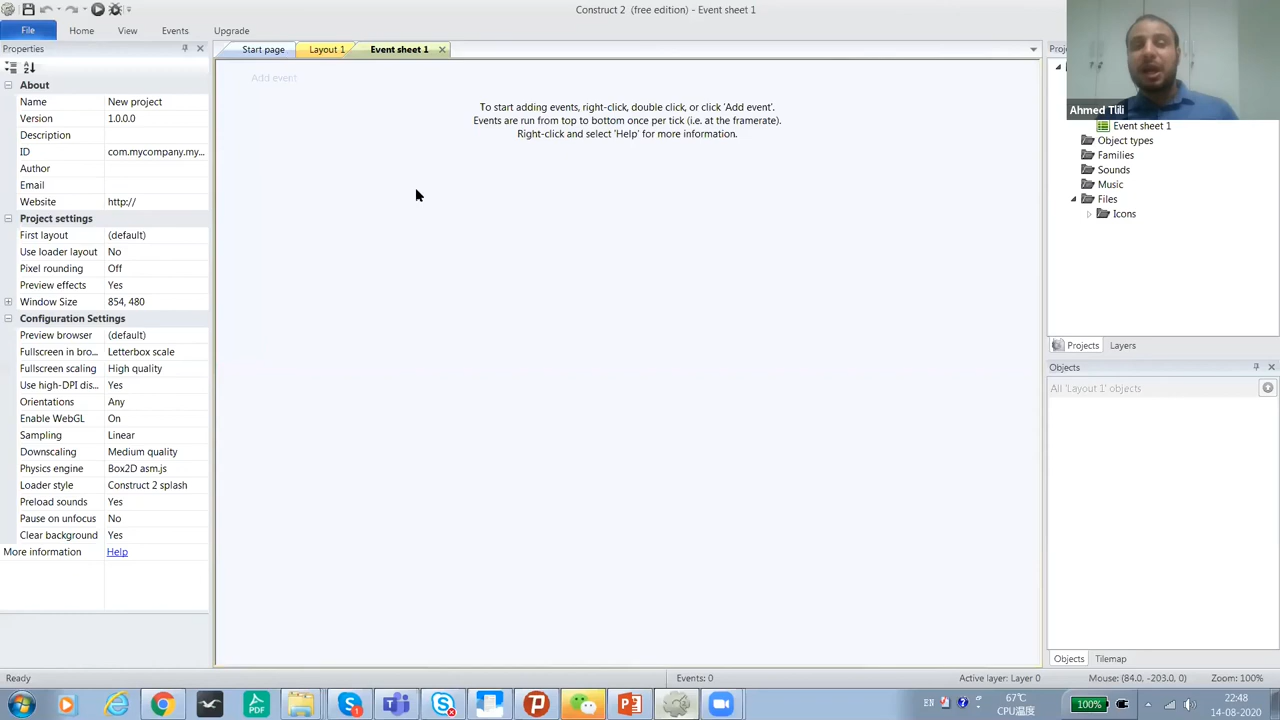 Construct 2 (free edition) - Event sheet 1
File Home View Events Upgrade
Properties
Start page Layout 1 Event sheet 1
About
Name New project
Version 1.0.0.0
Description
ID com.mycompany.my...
Author
Email
Website http://
Project settings
First layout (default)
Use loader layout No
Pixel rounding Off
Preview effects Yes
Window Size 854, 480
Configuration Settings
Preview browser (default)
Fullscreen in bro... Letterbox scale
Fullscreen scaling High quality
Use high-DPI dis... Yes
Orientations Any
Enable WebGL On
Sampling Linear
Downscaling Medium quality
Physics engine Box2D asm.js
Loader style Construct 2 splash
Preload sounds Yes
Pause on unfocus No
Clear background Yes
More information Help
Add event
To start adding events, right-click, double click, or click 'Add event'.
Events are run from top to bottom once per tick (i.e. at the framerate).
Right-click and select 'Help' for more information.
Ahmed Tlili
Event sheet 1
Object types
Families
Sounds
Music
Files
Icons
Projects Layers
Objects
All 'Layout 1' objects
Objects Tilemap
Ready Events: 0 Active layer: Layer 0 Mouse: (84.0, -203.0, 0) Zoom: 100%
EN 67℃ 100% 22:48
CPU温度 14-08-2020